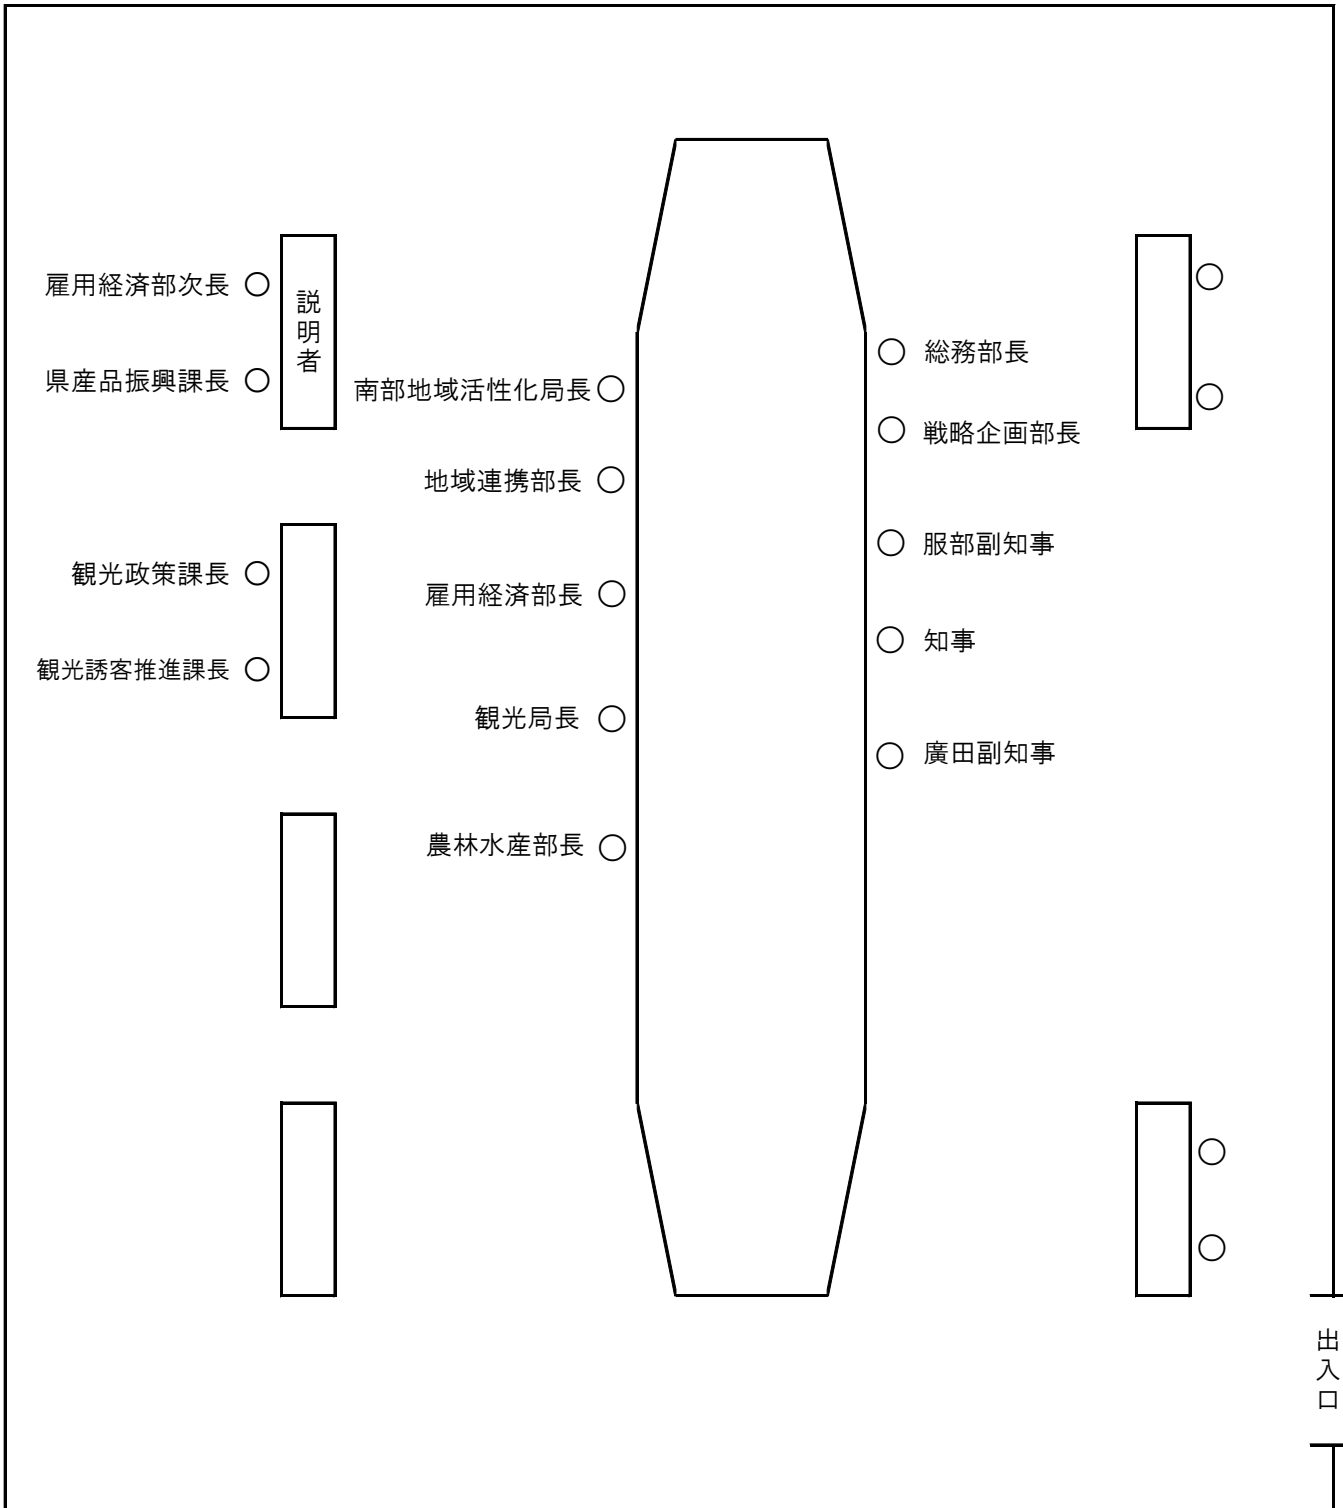 雇用経済部次長
県産品振興課長
説明者
南部地域活性化局長
地域連携部長
観光政策課長
雇用経済部長
観光誘客推進課長
観光局長
農林水産部長
総務部長
戦略企画部長
服部副知事
知事
廣田副知事
出入口